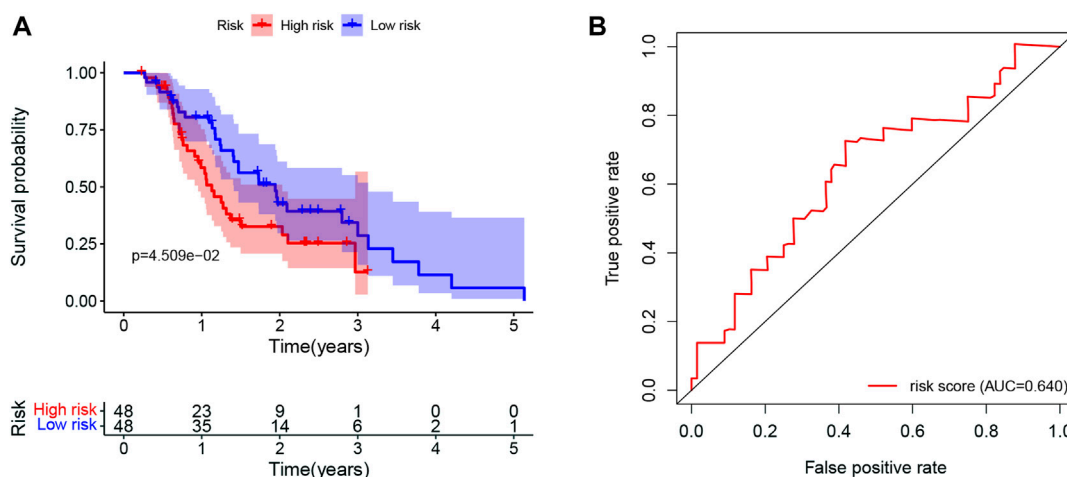 A
Risk High risk Low risk
Survival probability
1.00
0.75
0.50
0.25
0.00
p=4.509e−02
0 1 2 3 4 5
Time(years)
Risk
High risk 48 23 9 1 0 0
Low risk 48 35 14 6 2 1
0 1 2 3 4 5
Time(years)
B
True positive rate
1.0
0.8
0.6
0.4
0.2
0.0
risk score (AUC=0.640)
0.0 0.2 0.4 0.6 0.8 1.0
False positive rate